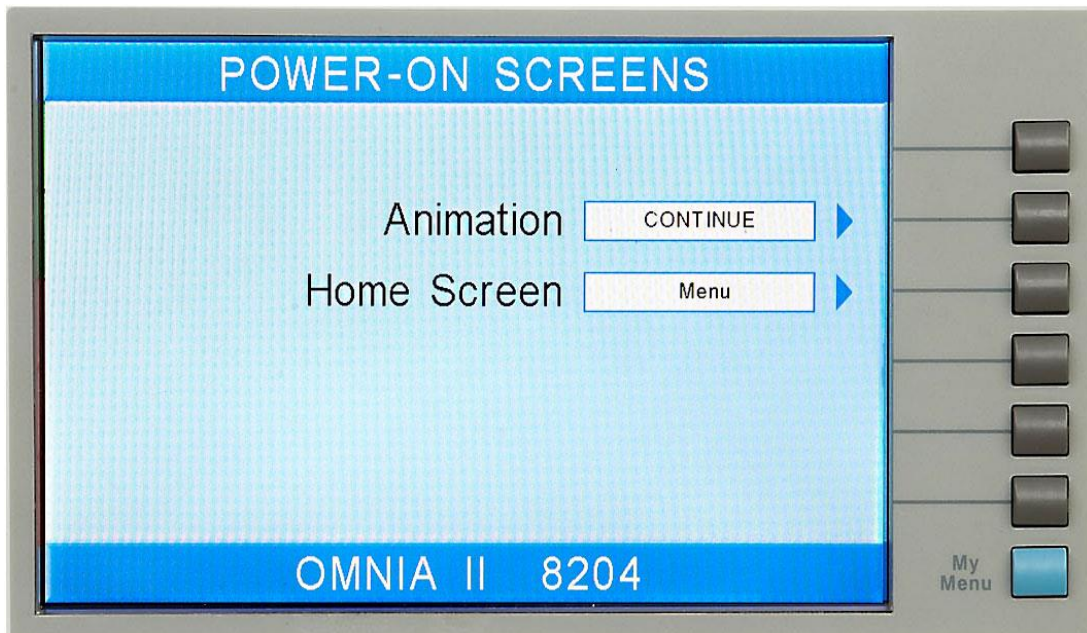 POWER-ON SCREENS
Animation CONTINUE
Home Screen Menu
OMNIA II 8204
My
Menu